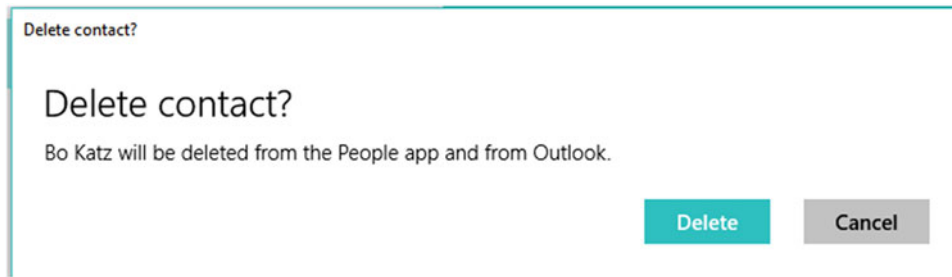 Delete contact?
Delete contact?
Bo Katz will be deleted from the People app and from Outlook.
Delete Cancel